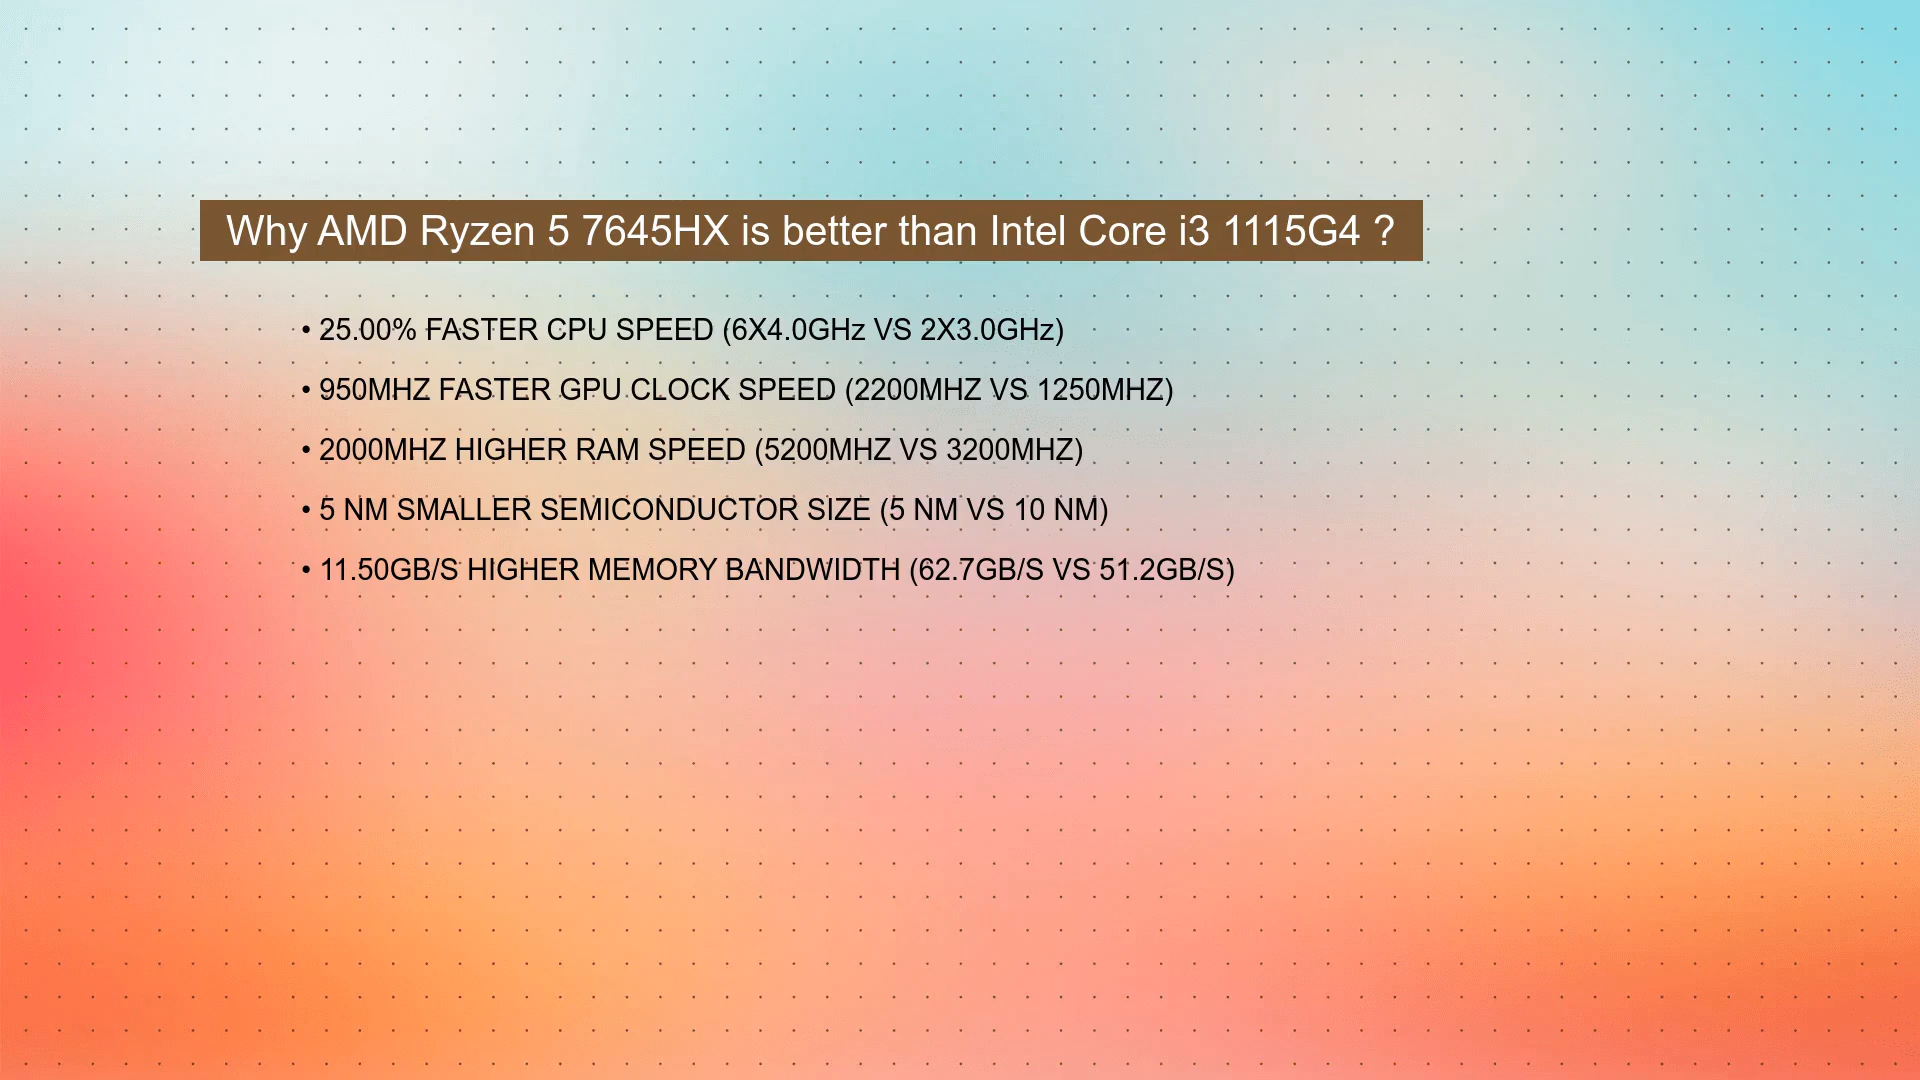 Why AMD Ryzen 5 7645HX is better than Intel Core i3 1115G4 ?
• 25.00% FASTER CPU SPEED (6X4.0GHz VS 2X3.0GHz)
• 950MHZ FASTER GPU CLOCK SPEED (2200MHZ VS 1250MHZ)
• 2000MHZ HIGHER RAM SPEED (5200MHZ VS 3200MHZ)
• 5 NM SMALLER SEMICONDUCTOR SIZE (5 NM VS 10 NM)
• 11.50GB/S HIGHER MEMORY BANDWIDTH (62.7GB/S VS 51.2GB/S)